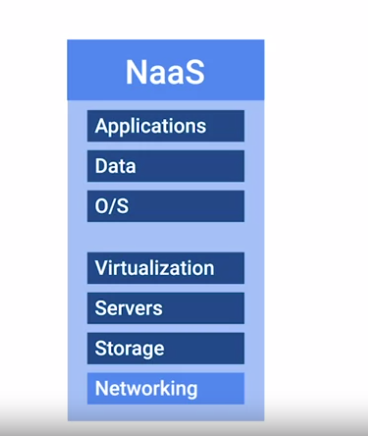 NaaS
Applications
Data
O/S
Virtualization
Servers
Storage
Networking